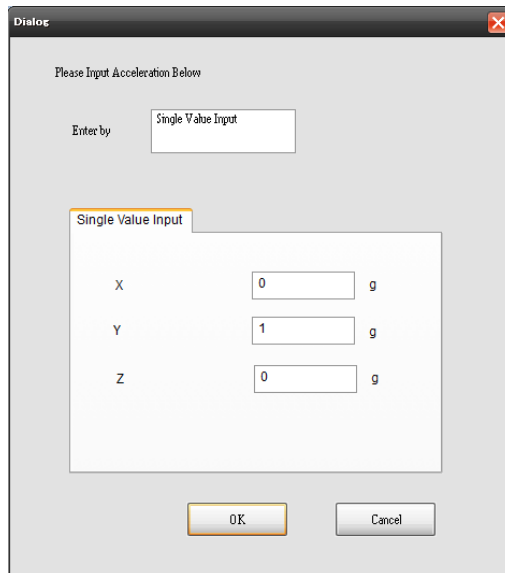 Dialog
Please Input Acceleration Below
Enter by Single Value Input
Single Value Input
X 0 g
Y 1 g
Z 0 g
OK Cancel